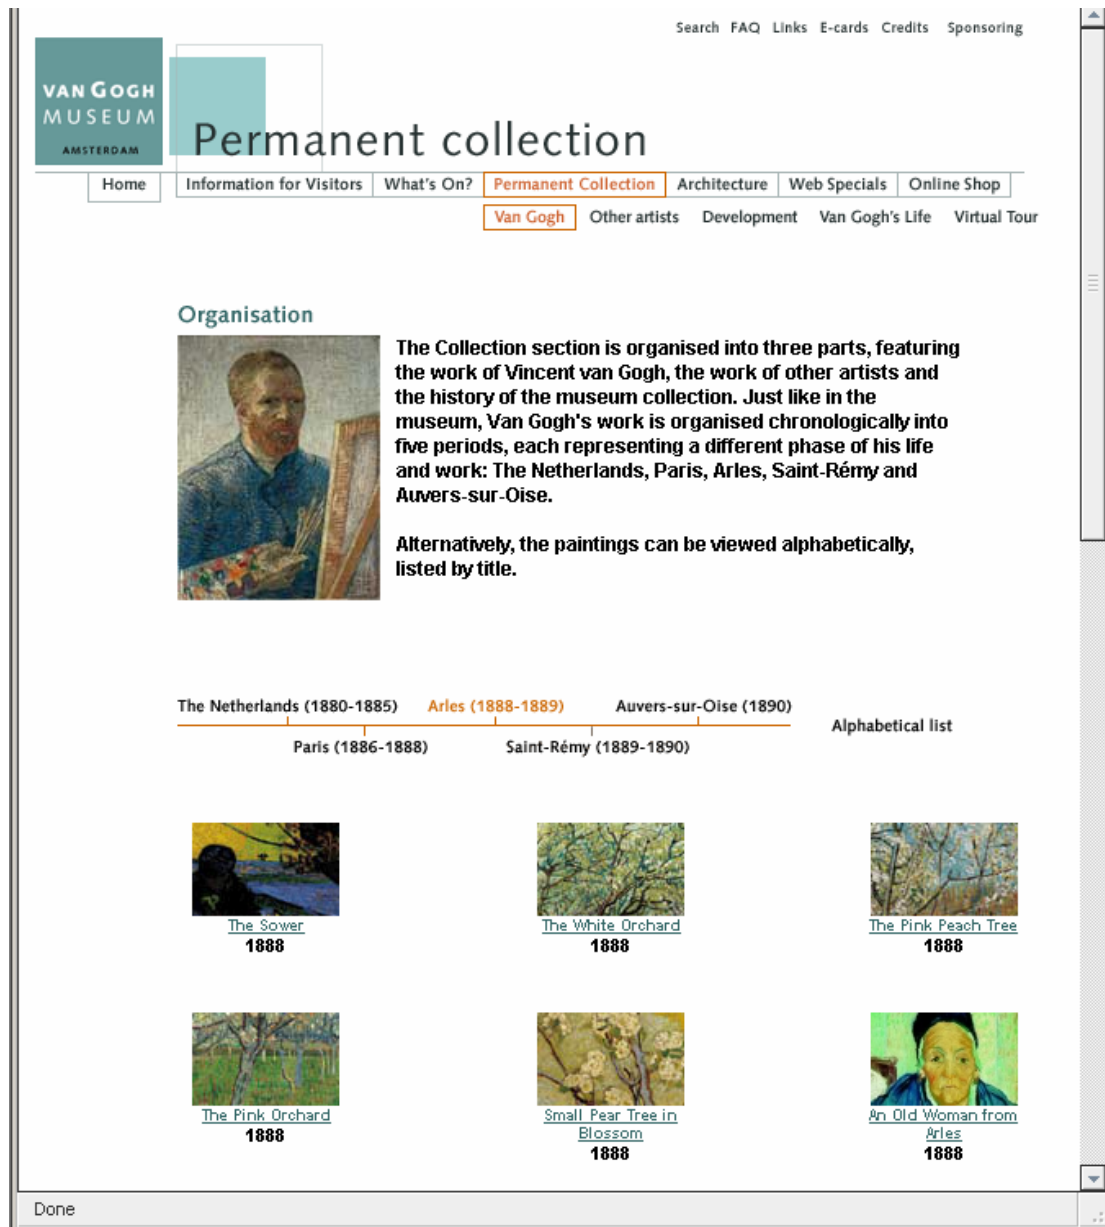 Search FAQ Links E-cards Credits Sponsoring
VAN GOGH
MUSEUM
AMSTERDAM
Permanent collection
Home Information for Visitors What's On? Permanent Collection Architecture Web Specials Online Shop
Van Gogh Other artists Development Van Gogh's Life Virtual Tour
Organisation
The Collection section is organised into three parts, featuring
the work of Vincent van Gogh, the work of other artists and
the history of the museum collection. Just like in the
museum, Van Gogh's work is organised chronologically into
five periods, each representing a different phase of his life
and work: The Netherlands, Paris, Arles, Saint-Rémy and
Auvers-sur-Oise.
Alternatively, the paintings can be viewed alphabetically,
listed by title.
The Netherlands (1880-1885) Arles (1888-1889) Auvers-sur-Oise (1890)
Alphabetical list
Paris (1886-1888) Saint-Rémy (1889-1890)
The Sower The White Orchard The Pink Peach Tree
1888 1888 1888
The Pink Orchard Small Pear Tree in An Old Woman from
1888 Blossom Arles
1888 1888
Done